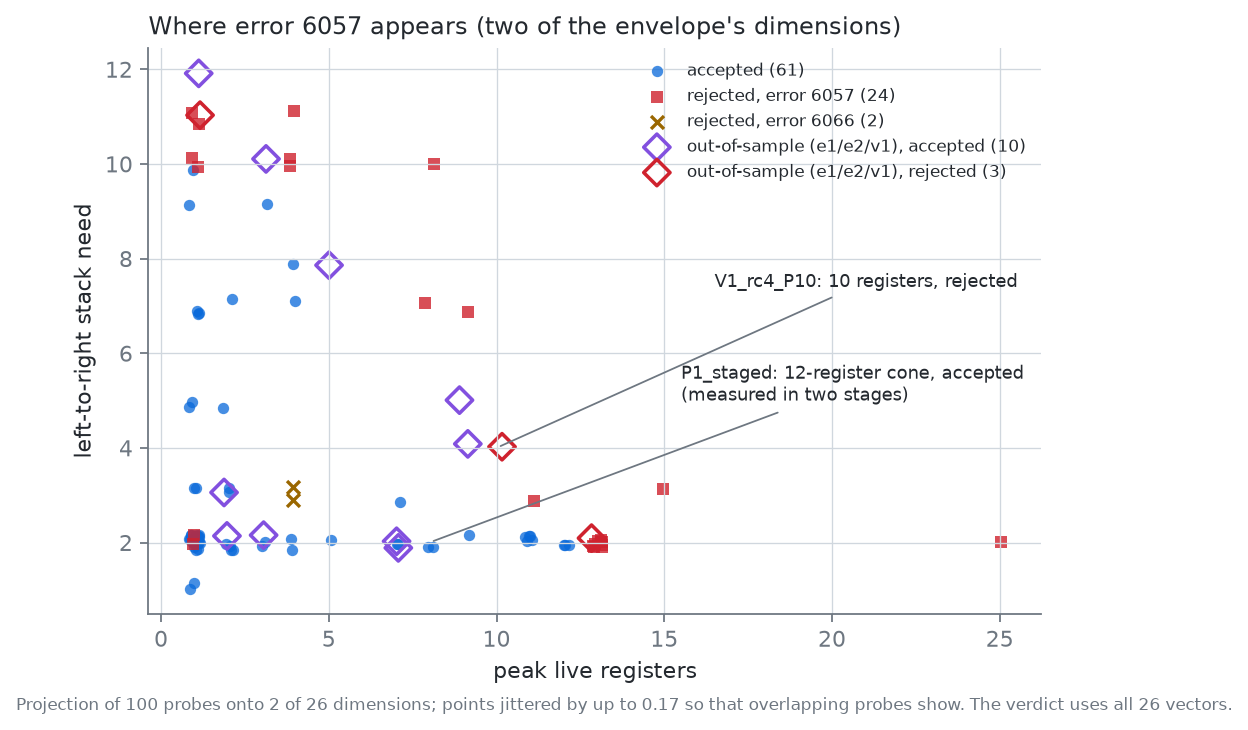 Where error 6057 appears (two of the envelope's dimensions)
accepted (61)
rejected, error 6057 (24)
rejected, error 6066 (2)
out-of-sample (e1/e2/v1), accepted (10)
out-of-sample (e1/e2/v1), rejected (3)
12
10
8
6
4
2
left-to-right stack need
V1_rc4_P10: 10 registers, rejected
P1_staged: 12-register cone, accepted
(measured in two stages)
0
5
10
15
20
25
peak live registers
Projection of 100 probes onto 2 of 26 dimensions; points jittered by up to 0.17 so that overlapping probes show. The verdict uses all 26 vectors.